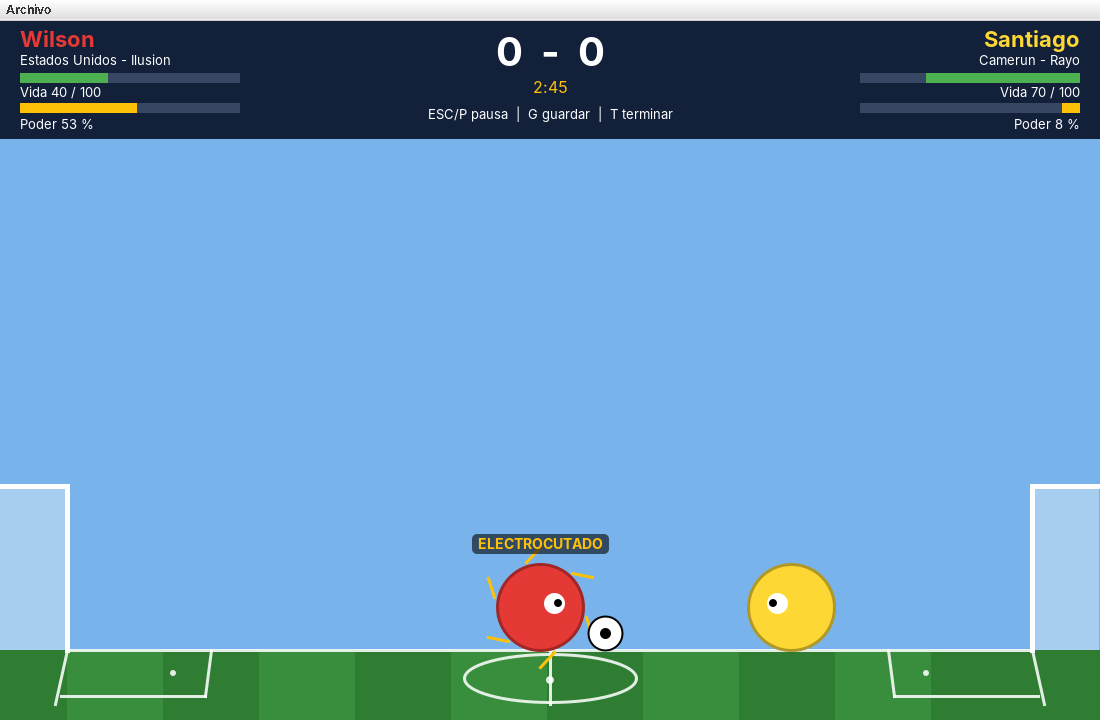 Archivo
Wilson
Estados Unidos - Ilusion
Vida 40 / 100
Poder 53 %
0 - 0
2:45
ESC/P pausa | G guardar | T terminar
Santiago
Camerun - Rayo
Vida 70 / 100
Poder 8 %
ELECTROCUTADO